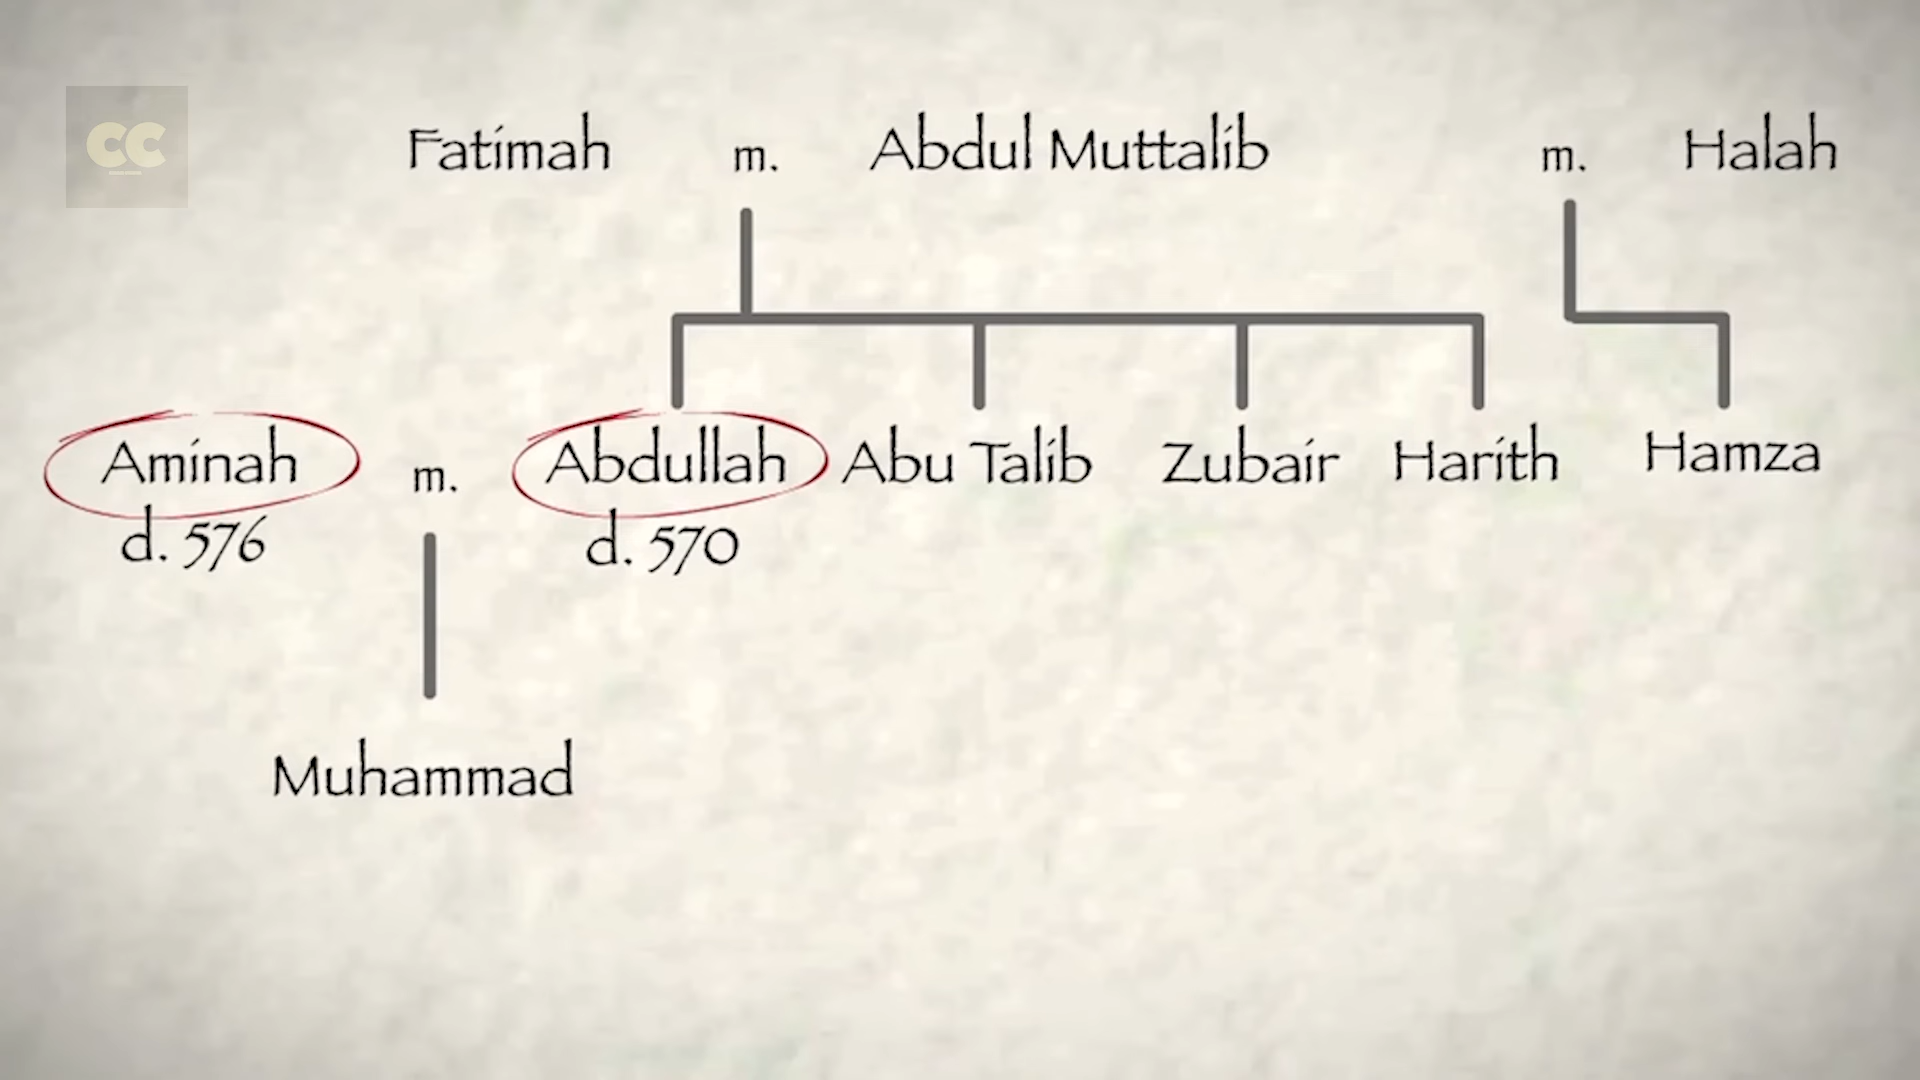 CC
Fatimah m. Abdul Muttalib m. Halah
Aminah m. Abdullah Abu Talib Zubair Harith Hamza
d. 576 d. 570
Muhammad